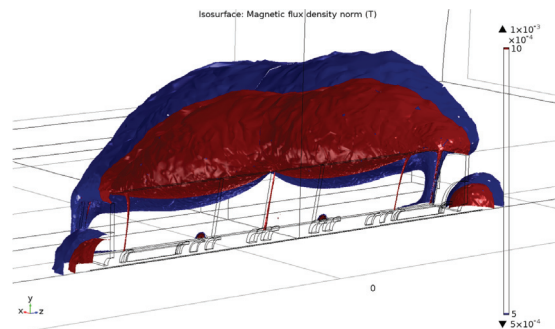 Isosurface: Magnetic flux density norm (T)
▲ 1×10⁻³
×10⁻⁴
10
0
y
x z
5
▼ 5×10⁻⁴